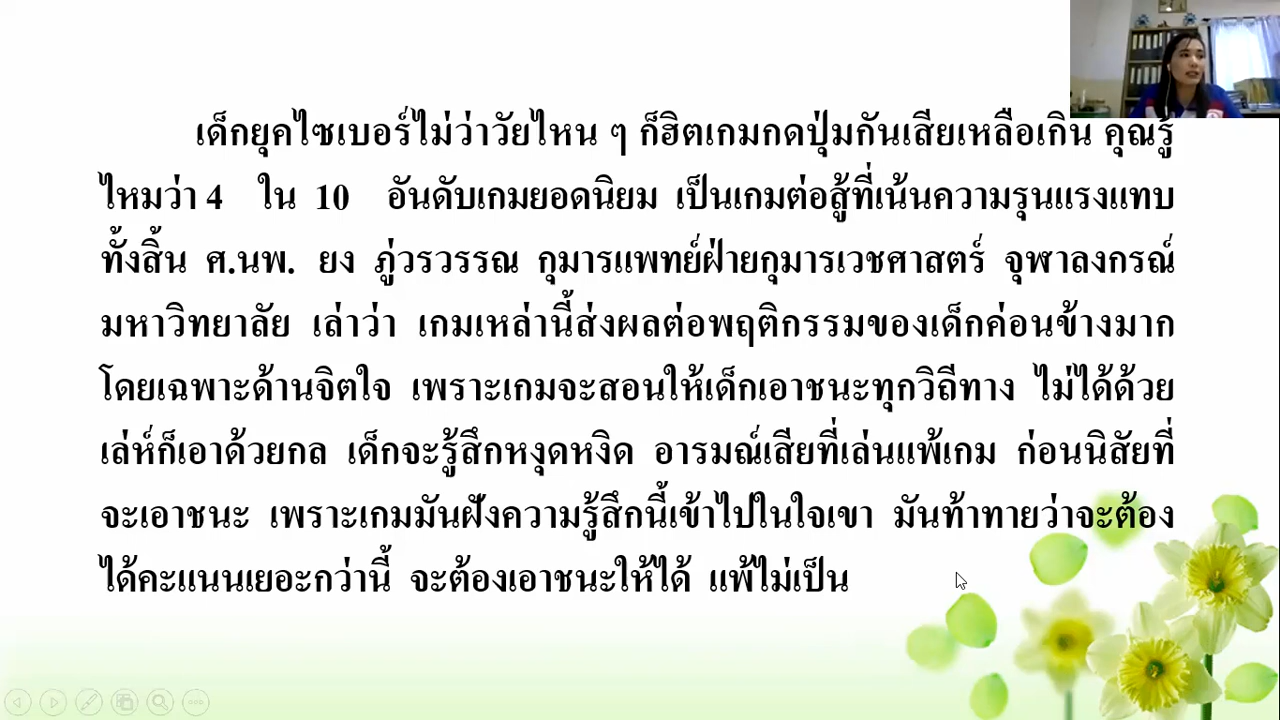 เด็กยุคไซเบอร์ไม่ว่าวัยไหน ๆ ก็ฮิตเกมกดปุ่มกันเสียเหลือเกิน คุณรู้
ไหมว่า 4 ใน 10 อันดับเกมยอดนิยม เป็นเกมต่อสู้ที่เน้นความรุนแรงแทบ
ทั้งสิ้น ศ.นพ. ยง ภู่วรวรรณ กุมารแพทย์ฝ่ายกุมารเวชศาสตร์ จุฬาลงกรณ์
มหาวิทยาลัย เล่าว่า เกมเหล่านี้ส่งผลต่อพฤติกรรมของเด็กค่อนข้างมาก
โดยเฉพาะด้านจิตใจ เพราะเกมจะสอนให้เด็กเอาชนะทุกวิถีทาง ไม่ได้ด้วย
เล่ห์ก็เอาด้วยกล เด็กจะรู้สึกหงุดหงิด อารมณ์เสียที่เล่นแพ้เกม ก่อนนิสัยที่
จะเอาชนะ เพราะเกมมันฝังความรู้สึกนี้เข้าไปในใจเขา มันท้าทายว่าจะต้อง
ได้คะแนนเยอะกว่านี้ จะต้องเอาชนะให้ได้ แพ้ไม่เป็น